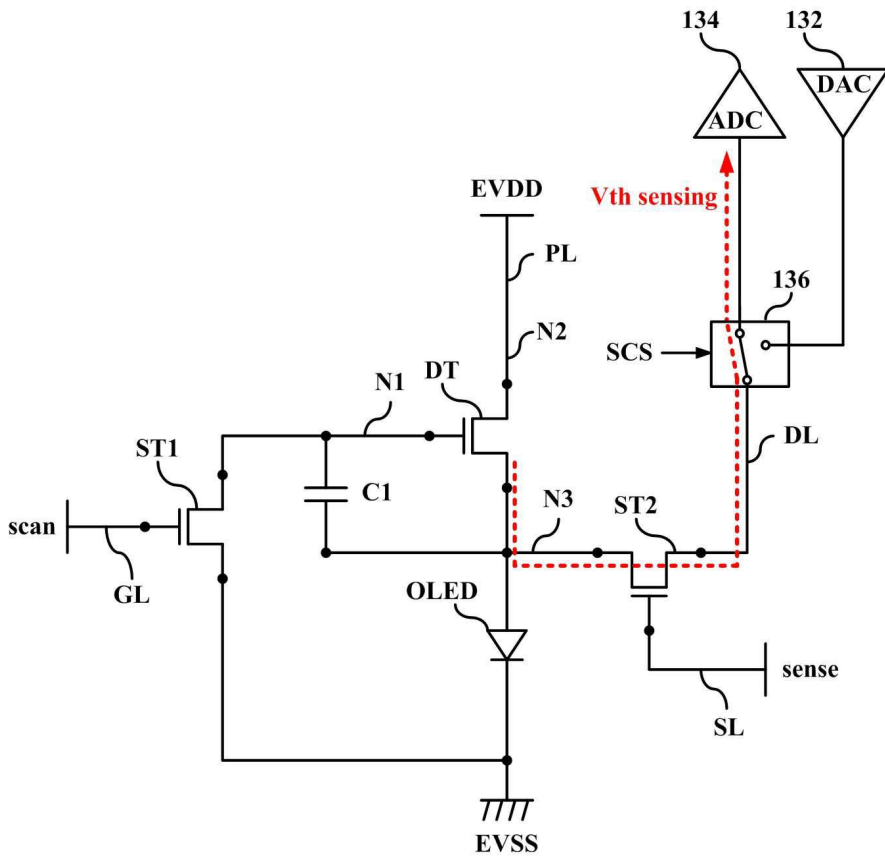 134
132
ADC
DAC
EVDD
Vth sensing
PL
136
N2
SCS
N1
DT
DL
ST1
C1
N3
ST2
scan
GL
OLED
sense
SL
EVSS